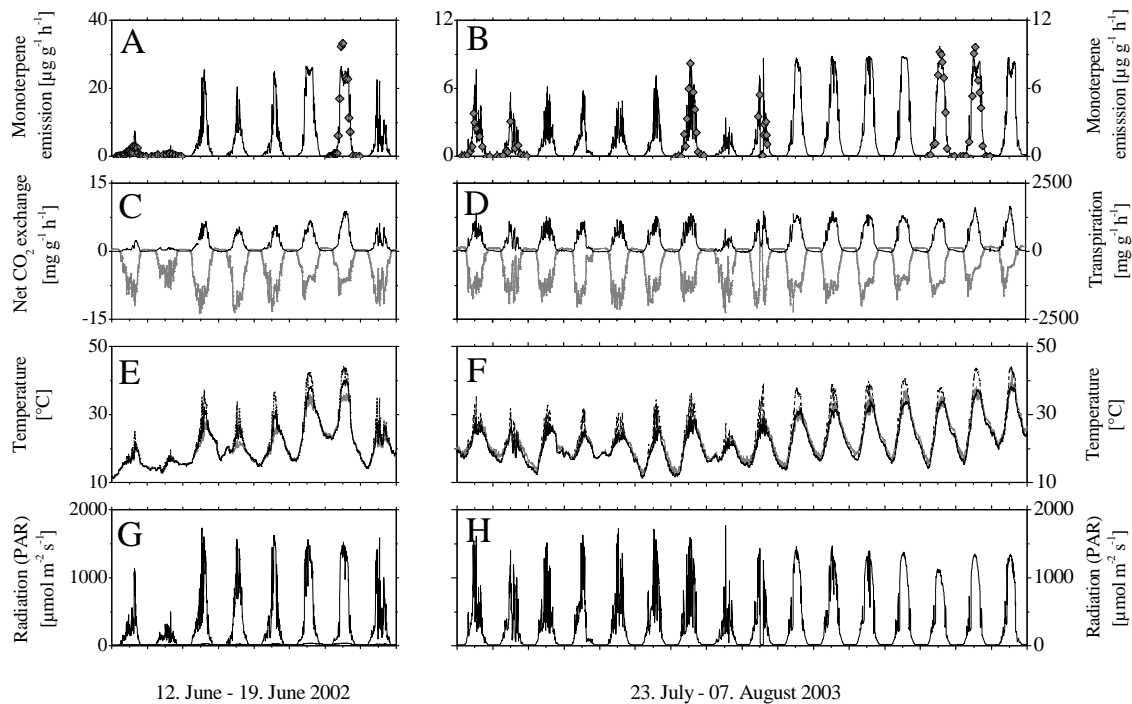 A
B
Monoterpene
emission [µg g⁻¹ h⁻¹]
40
20
0
12
6
0
12
6
0
Monoterpene
emisssion [µg g⁻¹ h⁻¹]
C
D
Net CO₂ exchange
[mg g⁻¹ h⁻¹]
15
0
-15
2500
0
-2500
Transpiration
[mg g⁻¹ h⁻¹]
E
F
Temperature
[°C]
50
30
10
50
30
10
Temperature
[°C]
G
H
Radiation (PAR)
[µmol m⁻² s⁻¹]
2000
1000
0
2000
1000
0
Radiation (PAR)
[µmol m⁻² s⁻¹]
12. June - 19. June 2002
23. July - 07. August 2003